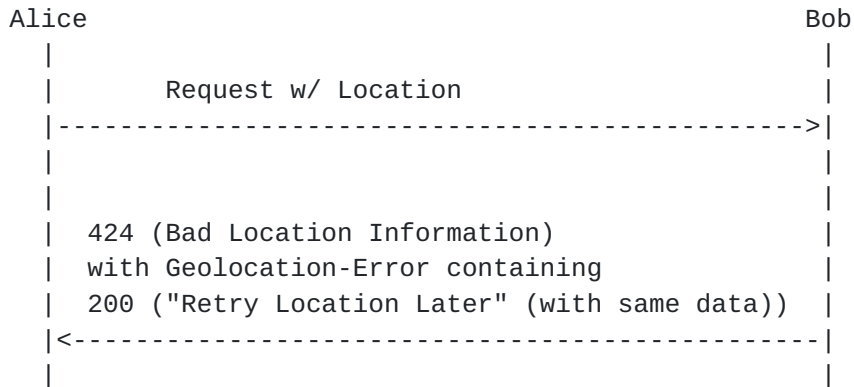 Alice Bob
Request w/ Location
424 (Bad Location Information)
with Geolocation-Error containing
200 ("Retry Location Later" (with same data))